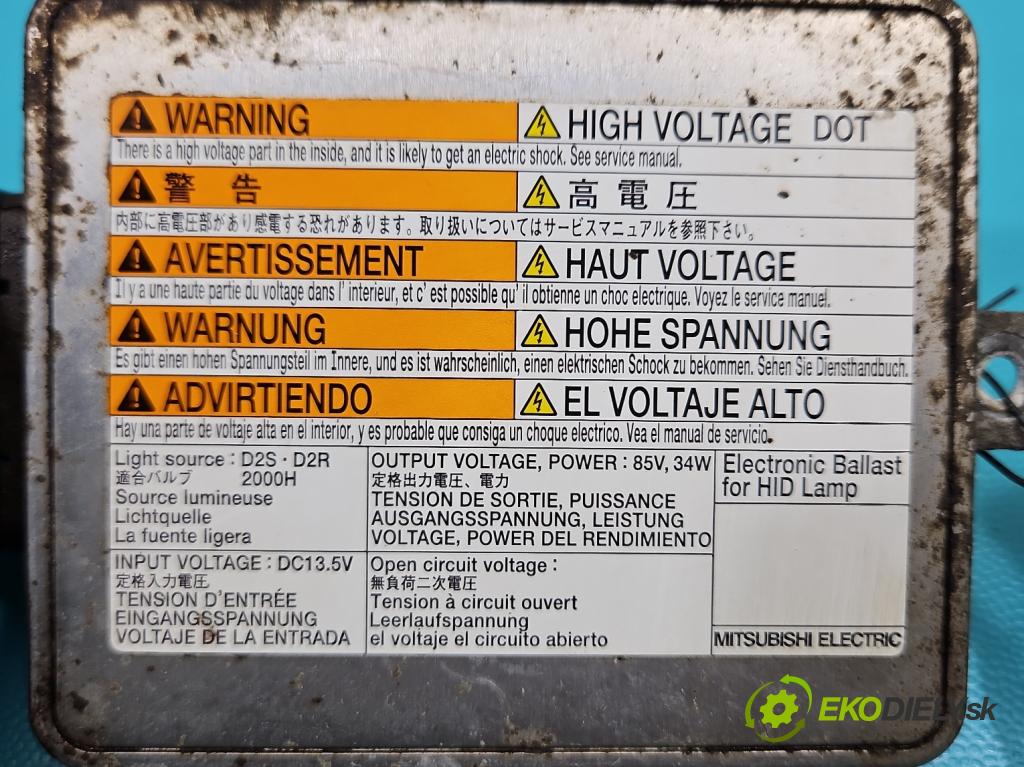 WARNING
HIGH VOLTAGE DOT
There is a high voltage part in the inside, and it is likely to get an electric shock. See service manual.
警 告
高 電 圧
内部に高電圧部があり感電する恐れがあります。取り扱いについてはサービスマニュアルを参照下さい。
AVERTISSEMENT
HAUT VOLTAGE
Il y a une haute partie du voltage dans l' interieur, et c' est possible qu' il obtienne un choc electrique. Voyez le service manuel.
WARNUNG
HOHE SPANNUNG
Es gibt einen hohen Spannungsteil im Innere, und es ist wahrscheinlich, einen elektrischen Schock zu bekommen. Sehen Sie Diensthandbuch.
ADVIRTIENDO
EL VOLTAJE ALTO
Hay una parte de voltaje alta en el interior, y es probable que consiga un choque electrico. Vea el manual de servicio.
Light source : D2S · D2R
適合バルブ 2000H
Source lumineuse
Lichtquelle
La fuente ligera
OUTPUT VOLTAGE, POWER : 85V, 34W
定格出力電圧、電力
TENSION DE SORTIE, PUISSANCE
AUSGANGSSPANNUNG, LEISTUNG
VOLTAGE, POWER DEL RENDIMIENTO
Electronic Ballast
for HID Lamp
INPUT VOLTAGE : DC13.5V
定格入力電圧
TENSION D'ENTRÉE
EINGANGSSPANNUNG
VOLTAJE DE LA ENTRADA
Open circuit voltage :
無負荷二次電圧
Tension à circuit ouvert
Leerlaufspannung
el voltaje el circuito abierto
MITSUBISHI ELECTRIC
EKODIELY.sk